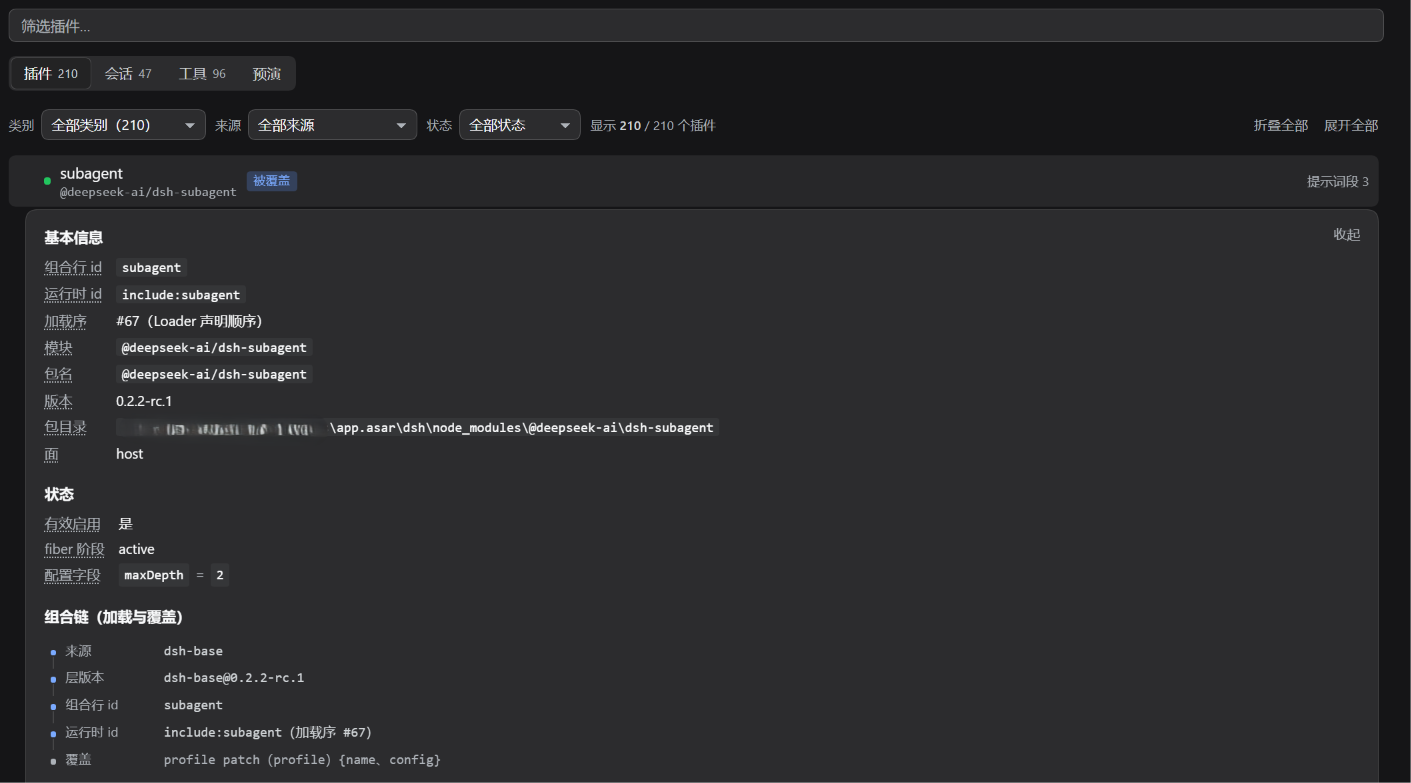 筛选插件...
插件 210 会话 47 工具 96 预演
类别 全部类别（210） 来源 全部来源 状态 全部状态 显示 210 / 210 个插件 折叠全部 展开全部
subagent
@deepseek-ai/dsh-subagent 被覆盖 提示词段 3
基本信息 收起
组合行 id subagent
运行时 id include:subagent
加载序 #67（Loader 声明顺序）
模块 @deepseek-ai/dsh-subagent
包名 @deepseek-ai/dsh-subagent
版本 0.2.2-rc.1
包目录 \app.asar\dsh\node_modules\@deepseek-ai\dsh-subagent
面 host
状态
有效启用 是
fiber 阶段 active
配置字段 maxDepth = 2
组合链（加载与覆盖）
来源 dsh-base
层版本 dsh-base@0.2.2-rc.1
组合行 id subagent
运行时 id include:subagent (加载序 #67)
覆盖 profile patch (profile) {name、config}